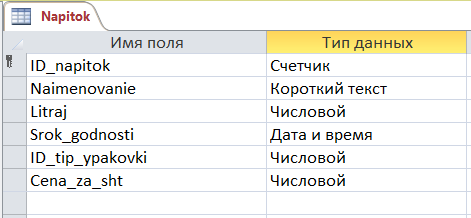 Napitok
Имя поля Тип данных
ID_napitok Счетчик
Naimenovanie Короткий текст
Litraj Числовой
Srok_godnosti Дата и время
ID_tip_ypakovki Числовой
Cena_za_sht Числовой